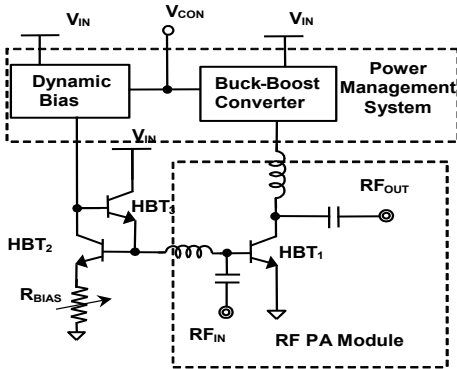 VIN
VCON
VIN
Dynamic
Bias
Buck-Boost
Converter
Power
Management
System
VIN
HBT3
HBT2
RBIAS
RFOUT
HBT1
RFIN
RF PA Module